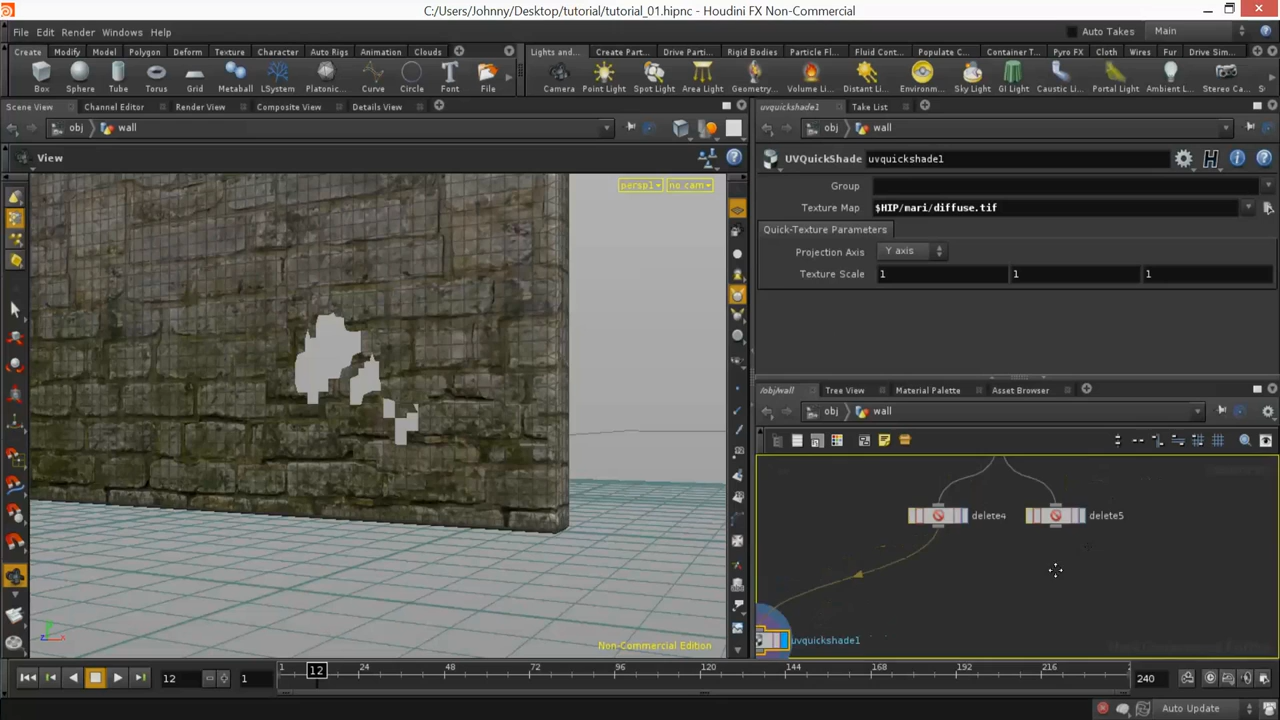 C:/Users/Johnny/Desktop/tutorial/tutorial_01.hipnc - Houdini FX Non-Commercial
File Edit Render Windows Help
Auto Takes Main
Create Modify Model Polygon Deform Texture Character Auto Rigs Animation Clouds
Lights and... Create Part... Drive Parti... Rigid Bodies Particle Fl... Fluid Cont... Populate C... Container T... Pyro FX Cloth Wires Fur Drive Sim...
Box Sphere Tube Torus Grid Metaball LSystem Platonic... Curve Circle Font File
Camera Point Light Spot Light Area Light Geometry... Volume Li... Distant Li... Environm... Sky Light GI Light Caustic Li... Portal Light Ambient L... Stereo Ca...
Scene View Channel Editor Render View Composite View Details View
uvquickshade1 Take List
obj wall
obj wall
View
UVQuickShade uvquickshade1
persp1 no cam
Group
Texture Map $HIP/mari/diffuse.tif
Quick-Texture Parameters
Projection Axis Y axis
Texture Scale 1 1 1
/obj/wall Tree View Material Palette Asset Browser
obj wall
delete4 delete5
uvquickshade1
Non-Commercial Edition
12 1
1 12 24 48 72 96 120 144 168 192 216
240
Auto Update